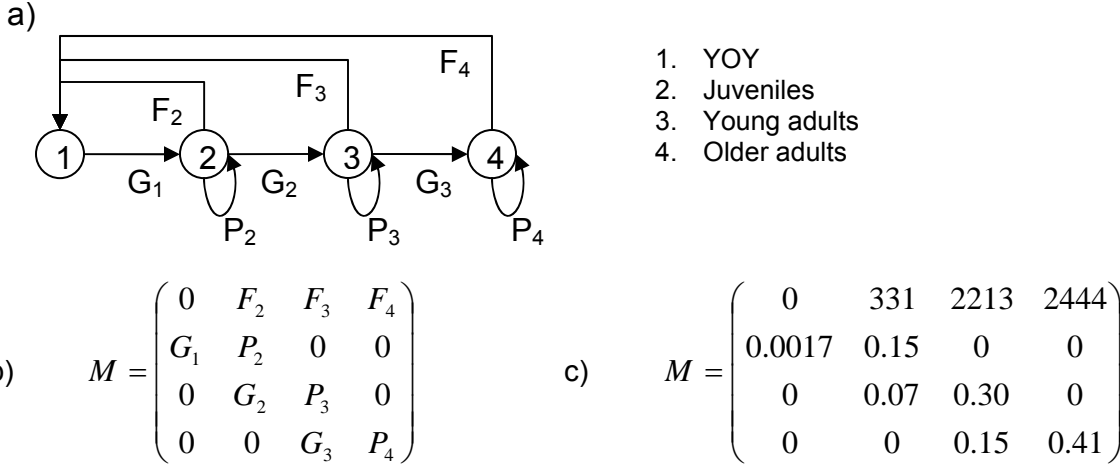 a)
F₄
F₃
F₂
1 2 3 4
G₁ G₂ G₃
P₂ P₃ P₄
1. YOY
2. Juveniles
3. Young adults
4. Older adults
)
M =
0 F₂ F₃ F₄
G₁ P₂ 0 0
0 G₂ P₃ 0
0 0 G₃ P₄
c)
M =
0 331 2213 2444
0.0017 0.15 0 0
0 0.07 0.30 0
0 0 0.15 0.41